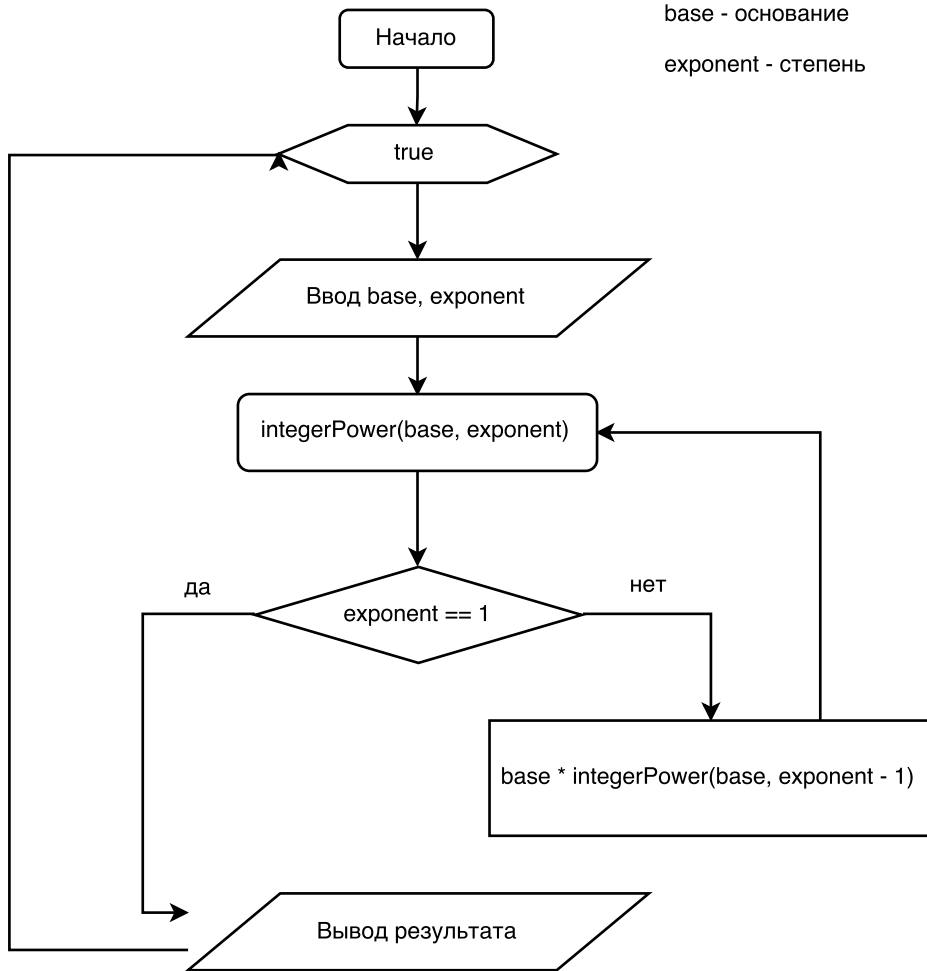 base - основание
exponent - степень
Начало
true
Ввод base, exponent
integerPower(base, exponent)
да
нет
exponent == 1
base * integerPower(base, exponent - 1)
Вывод результата